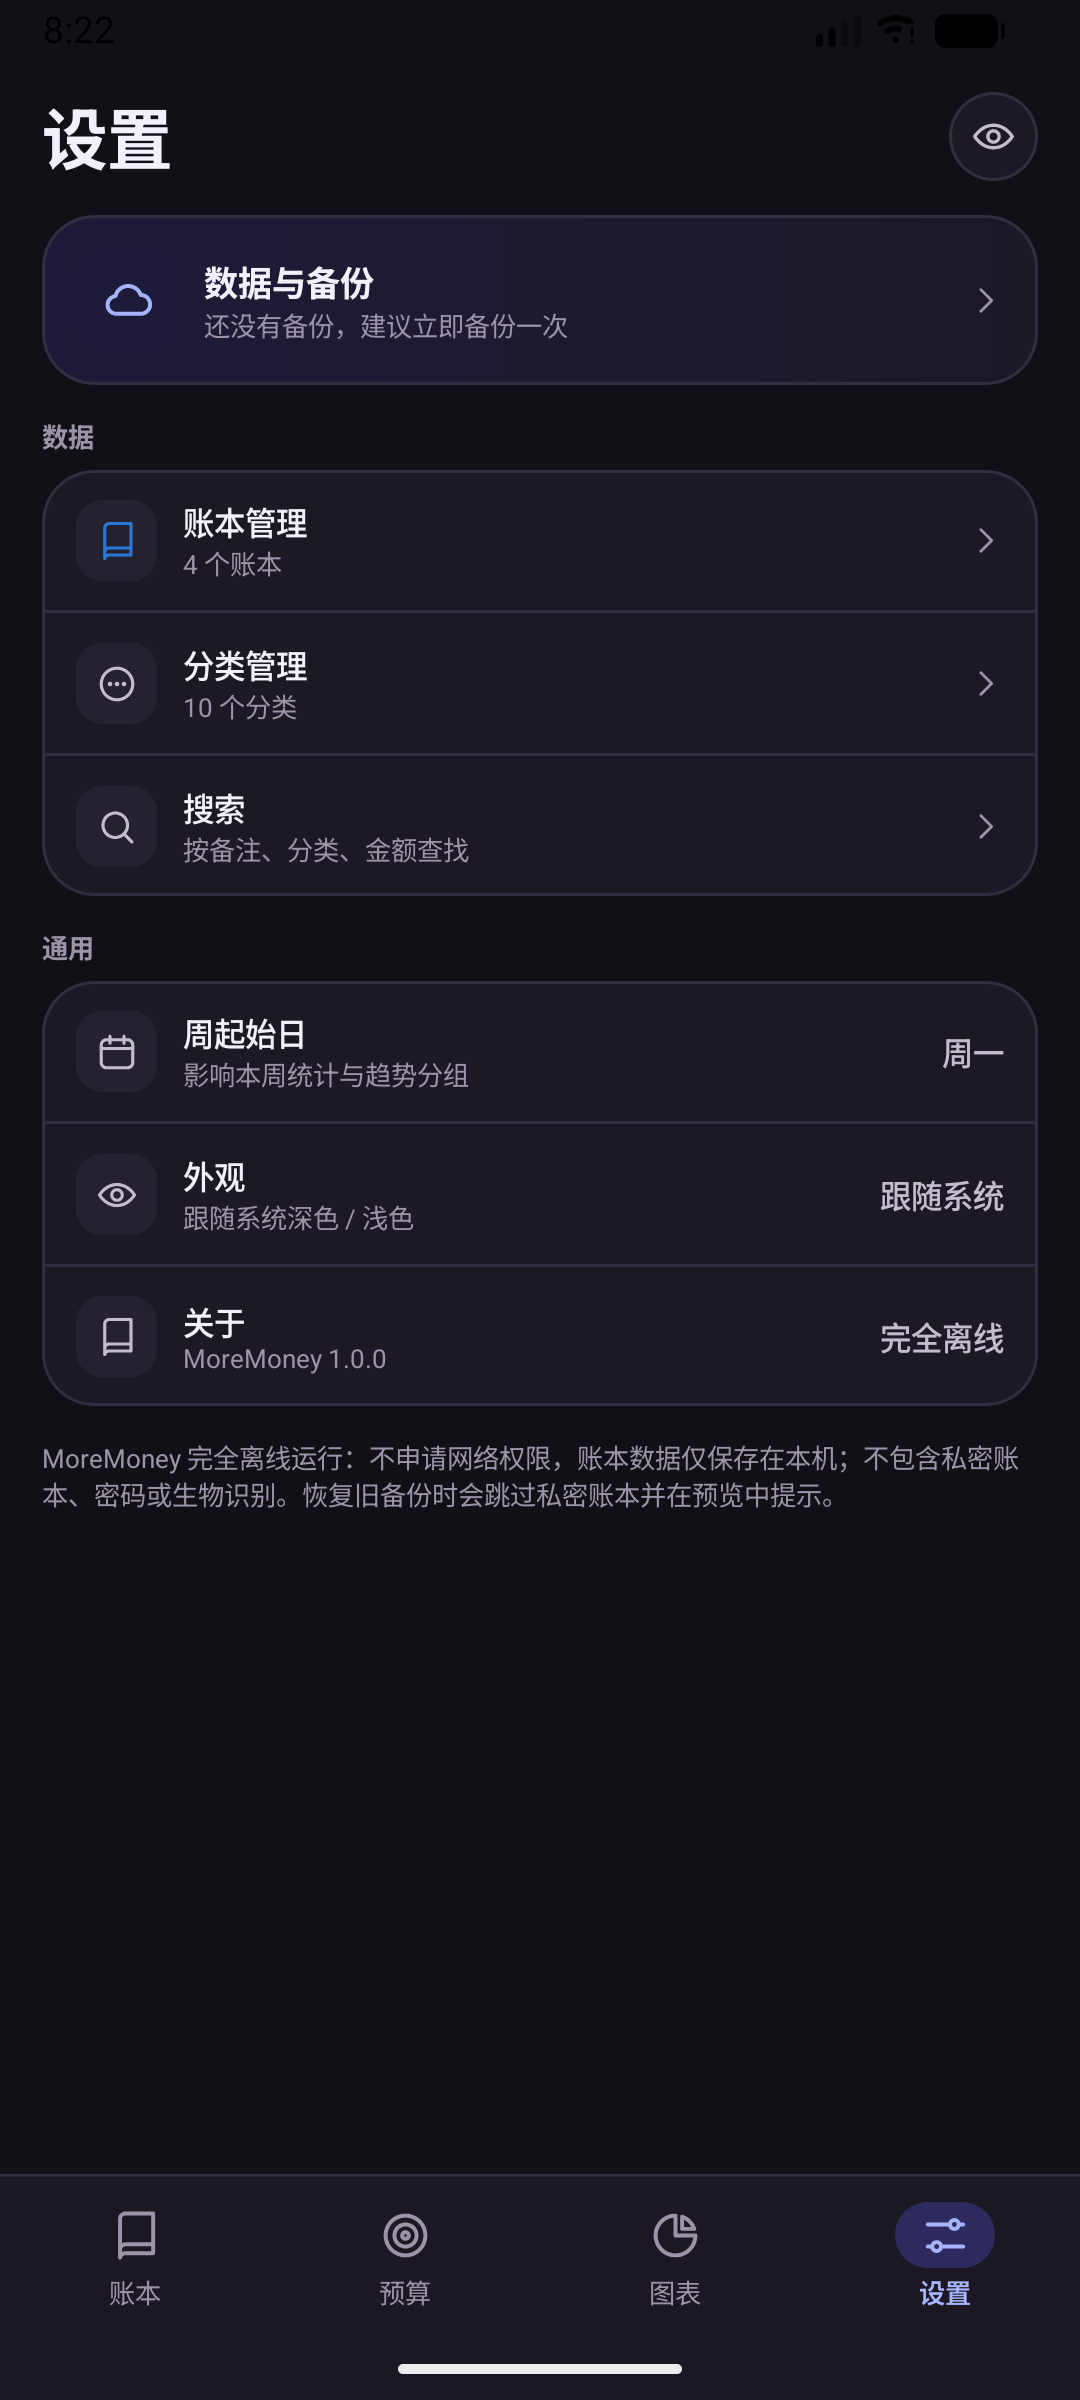 8:22
设置
数据与备份
还没有备份，建议立即备份一次
数据
账本管理
4 个账本
分类管理
10 个分类
搜索
按备注、分类、金额查找
通用
周起始日
影响本周统计与趋势分组
周一
外观
跟随系统深色 / 浅色
跟随系统
关于
MoreMoney 1.0.0
完全离线
MoreMoney 完全离线运行：不申请网络权限，账本数据仅保存在本机；不包含私密账
本、密码或生物识别。恢复旧备份时会跳过私密账本并在预览中提示。
账本
预算
图表
设置